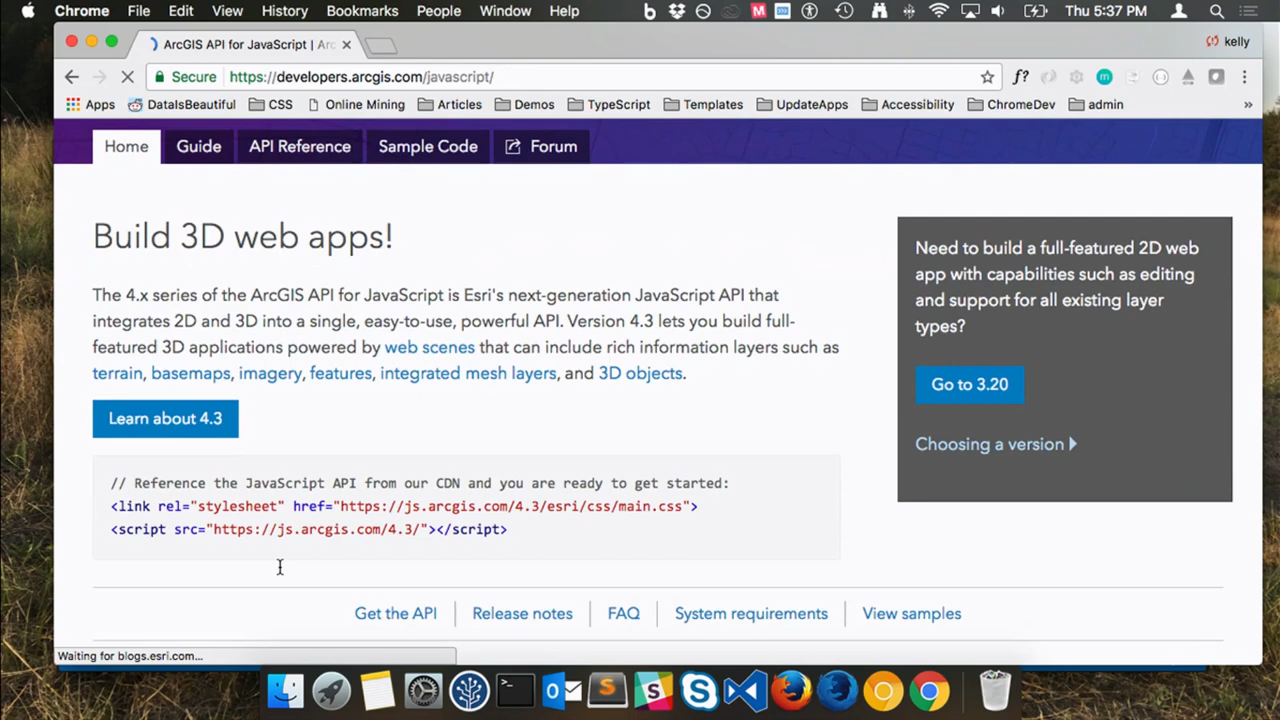 Chrome File Edit View History Bookmarks People Window Help Thu 5:37 PM
ArcGIS API for JavaScript | Arc
kelly
Secure https://developers.arcgis.com/javascript/ f?
Apps DataIsBeautiful CSS Online Mining Articles Demos TypeScript Templates UpdateApps Accessibility ChromeDev admin »
Home Guide API Reference Sample Code Forum
Build 3D web apps!
The 4.x series of the ArcGIS API for JavaScript is Esri's next-generation JavaScript API that
integrates 2D and 3D into a single, easy-to-use, powerful API. Version 4.3 lets you build full-
featured 3D applications powered by web scenes that can include rich information layers such as
terrain, basemaps, imagery, features, integrated mesh layers, and 3D objects.
Learn about 4.3
Need to build a full-featured 2D web
app with capabilities such as editing
and support for all existing layer
types?
Go to 3.20
Choosing a version
// Reference the JavaScript API from our CDN and you are ready to get started:
<link rel="stylesheet" href="https://js.arcgis.com/4.3/esri/css/main.css">
<script src="https://js.arcgis.com/4.3/"></script>
Get the API Release notes FAQ System requirements View samples
Waiting for blogs.esri.com...